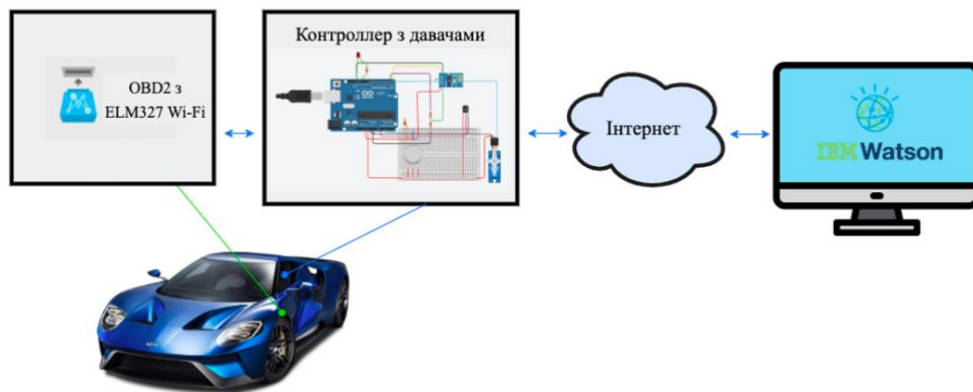 Контроллер з давачами
OBD2 з
ELM327 Wi-Fi
Інтернет
IBM Watson